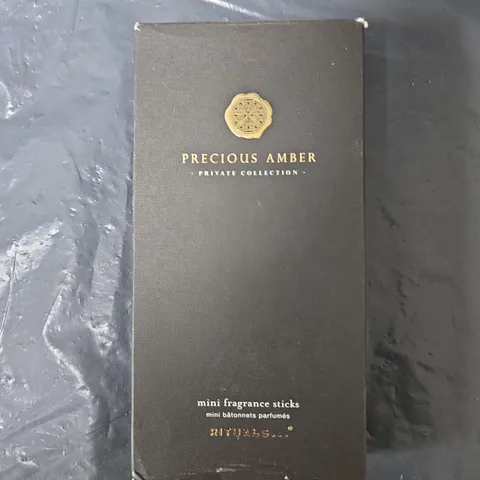 PRECIOUS AMBER
· PRIVATE COLLECTION ·
mini fragrance sticks
mini bâtonnets parfumés
RITUALS...®